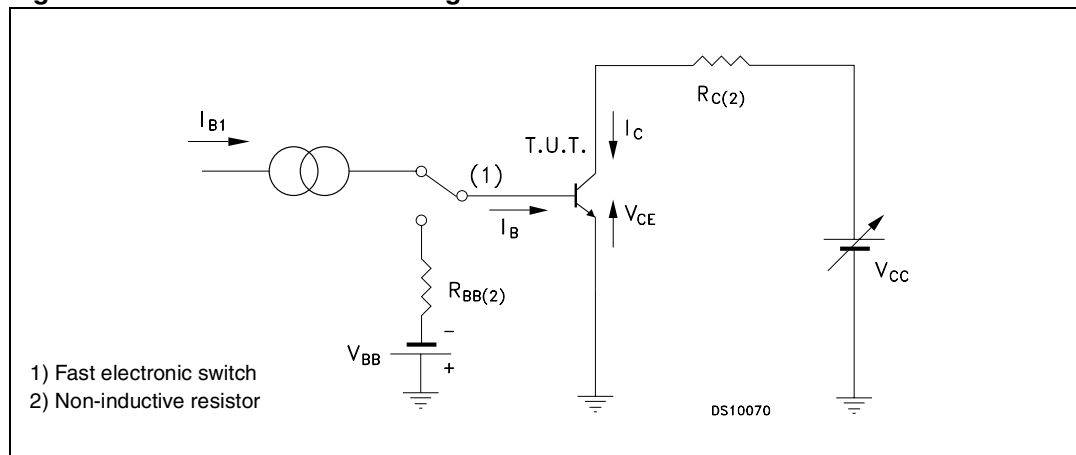 I_B1
R_C(2)
I_C
T.U.T.
(1)
I_B
V_CE
R_BB(2)
V_CC
V_BB
-
+
1) Fast electronic switch
2) Non-inductive resistor
DS10070